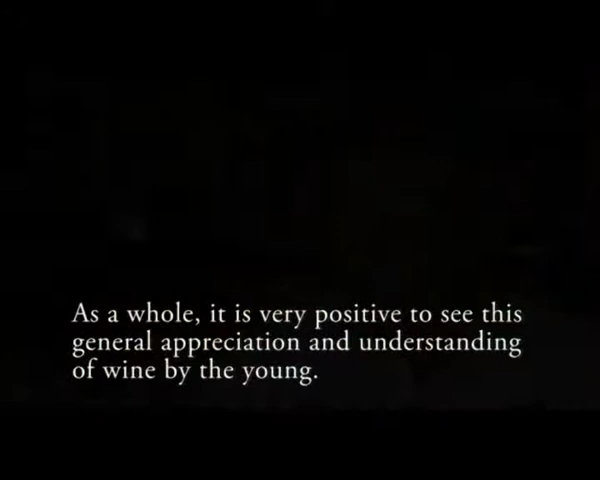 As a whole, it is very positive to see this
general appreciation and understanding
of wine by the young.